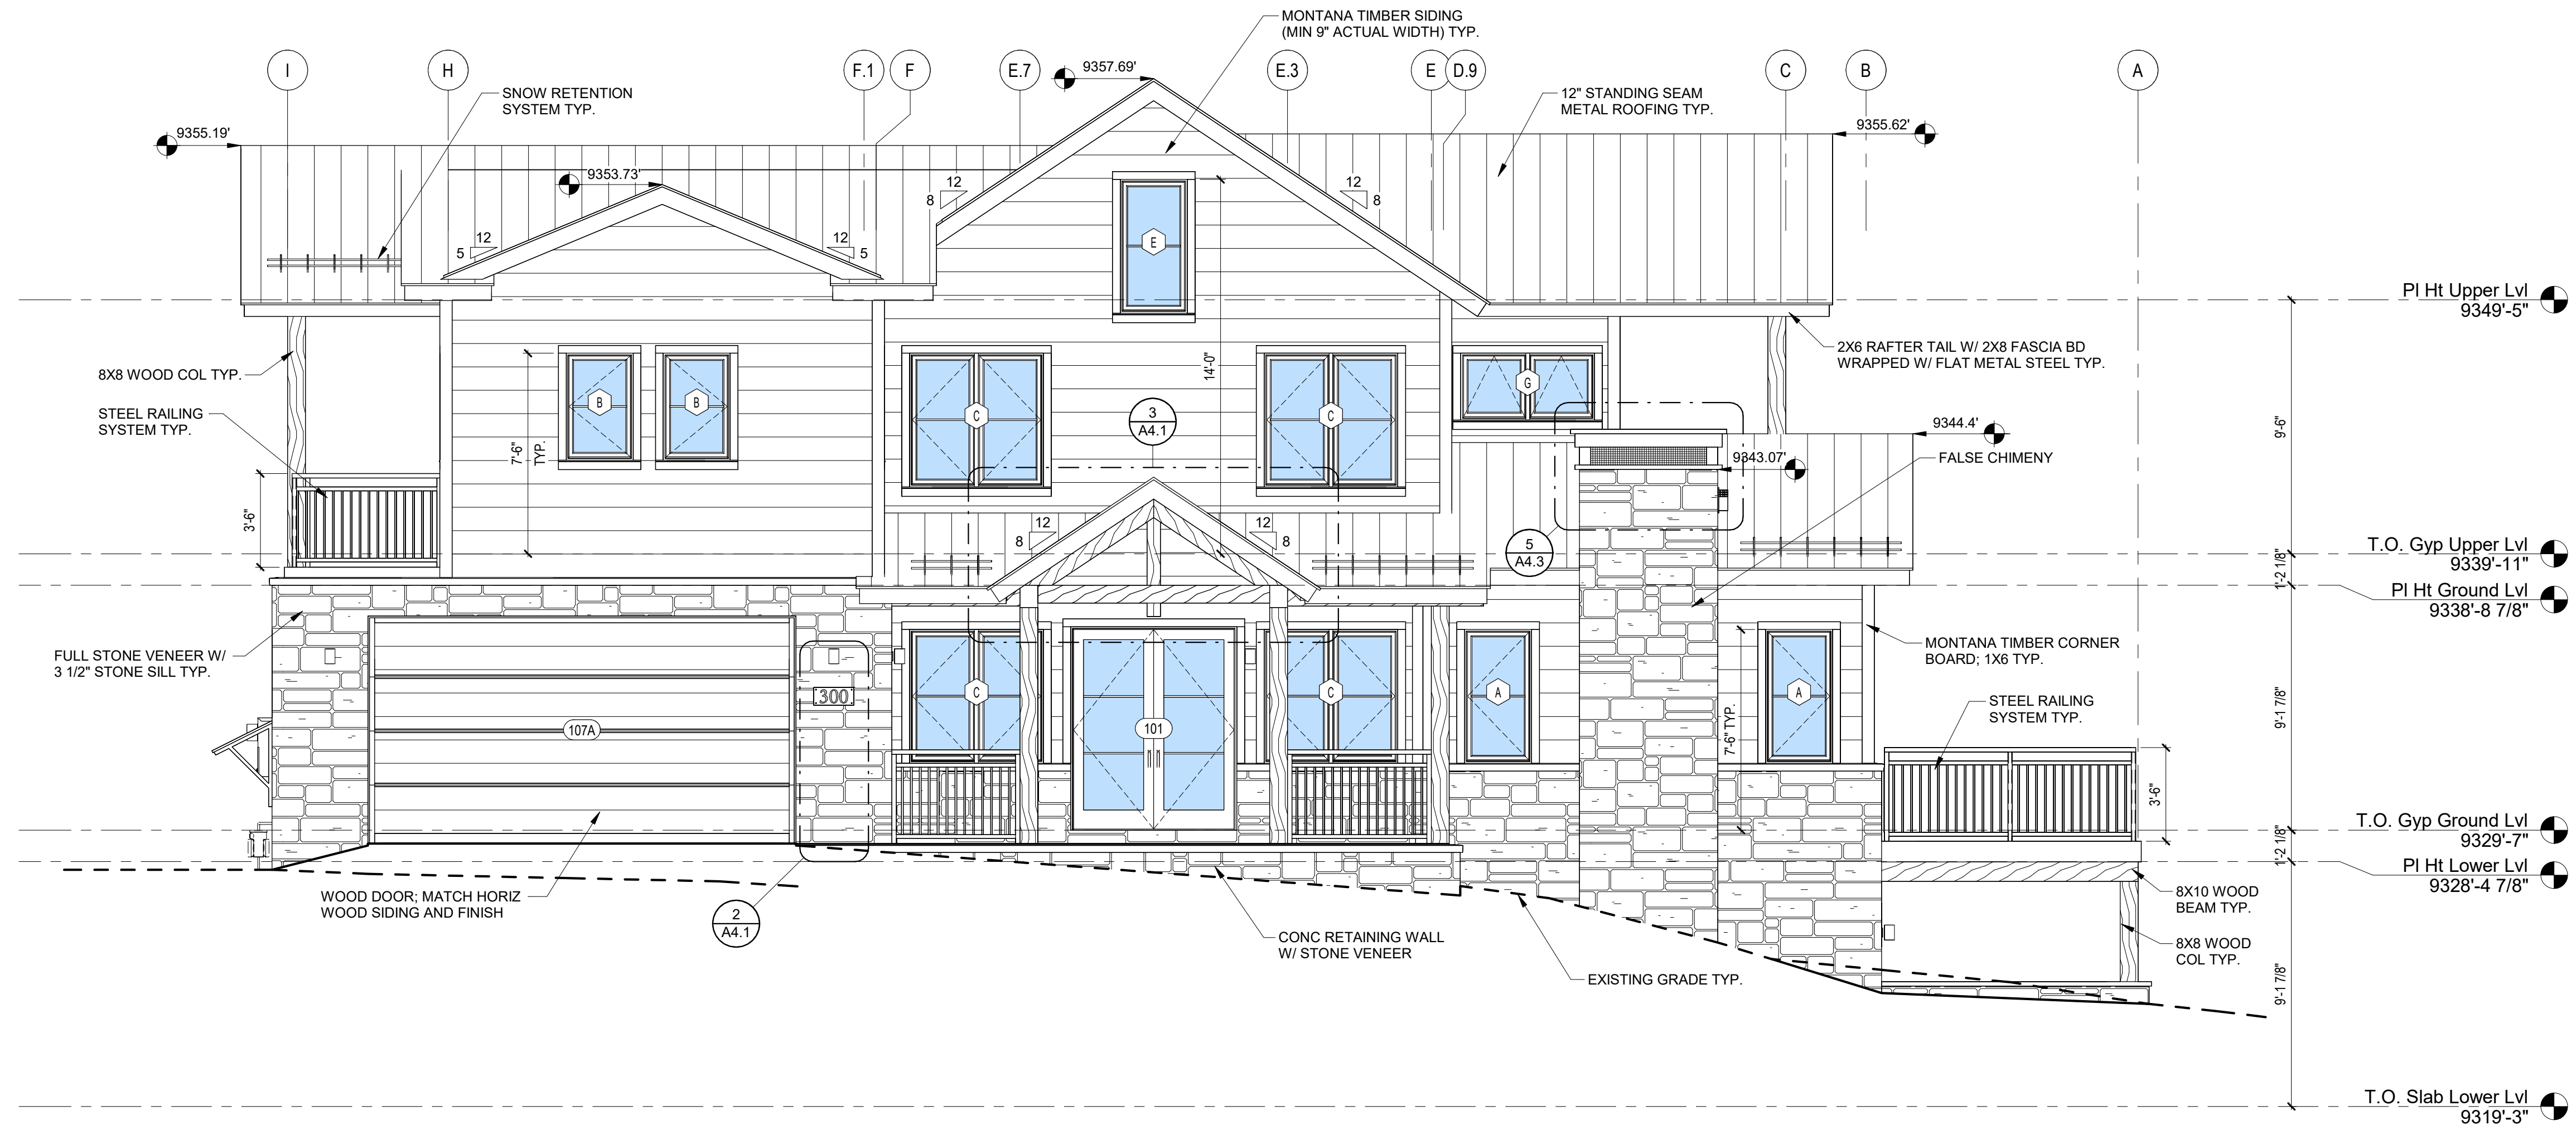 MONTANA TIMBER SIDING
(MIN 9" ACTUAL WIDTH) TYP.
I
H
F.1
F
E.7
9357.69'
E.3
E
D.9
C
B
A
SNOW RETENTION
SYSTEM TYP.
12" STANDING SEAM
METAL ROOFING TYP.
9355.19'
9355.62'
9353.73'
12
8
12
8
12
5
12
5
E
Pl Ht Upper Lvl
9349'-5"
8X8 WOOD COL TYP.
STEEL RAILING
SYSTEM TYP.
2X6 RAFTER TAIL W/ 2X8 FASCIA BD
WRAPPED W/ FLAT METAL STEEL TYP.
14'-0"
7'-6"
TYP.
B
B
C
C
G
3
A4.1
9344.4'
9'-6"
FALSE CHIMENY
9343.07'
3'-6"
12
8
12
8
5
A4.3
T.O. Gyp Upper Lvl
9339'-11"
1'-2 1/8"
Pl Ht Ground Lvl
9338'-8 7/8"
FULL STONE VENEER W/
3 1/2" STONE SILL TYP.
MONTANA TIMBER CORNER
BOARD; 1X6 TYP.
300
C
C
A
A
107A
101
7'-6" TYP.
STEEL RAILING
SYSTEM TYP.
9'-1 7/8"
3'-6"
T.O. Gyp Ground Lvl
9329'-7"
1'-2 1/8"
Pl Ht Lower Lvl
9328'-4 7/8"
WOOD DOOR; MATCH HORIZ
WOOD SIDING AND FINISH
2
A4.1
8X10 WOOD
BEAM TYP.
CONC RETAINING WALL
W/ STONE VENEER
8X8 WOOD
COL TYP.
EXISTING GRADE TYP.
9'-1 7/8"
T.O. Slab Lower Lvl
9319'-3"